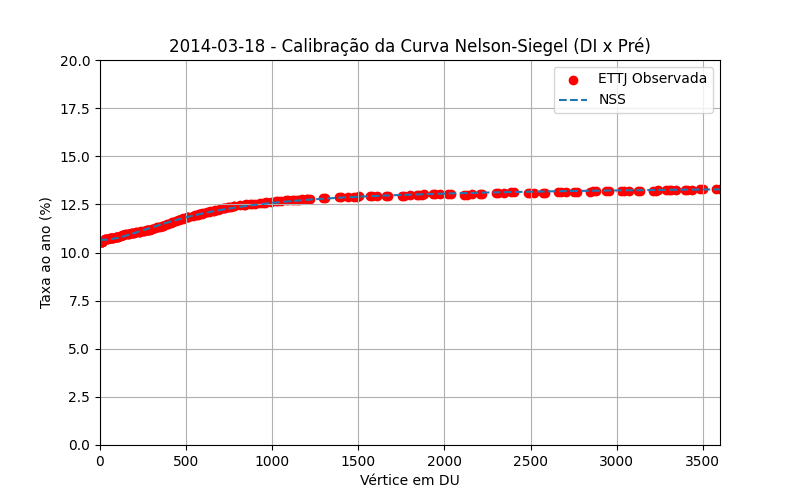 2014-03-18 - Calibração da Curva Nelson-Siegel (DI x Pré)
ETTJ Observada
NSS
Taxa ao ano (%)
20.0
17.5
15.0
12.5
10.0
7.5
5.0
2.5
0.0
0 500 1000 1500 2000 2500 3000 3500
Vértice em DU